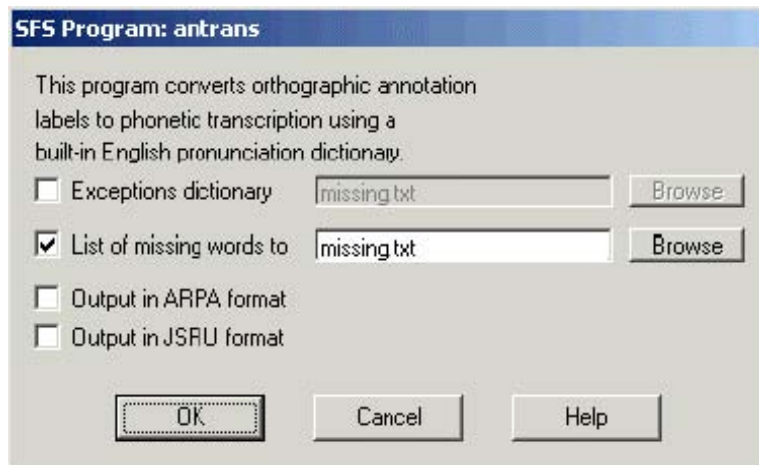 SFS Program: antrans
This program converts orthographic annotation
labels to phonetic transcription using a
built-in English pronunciation dictionary.
Exceptions dictionary missing.txt Browse
List of missing words to missing.txt Browse
Output in ARPA format
Output in JSRU format
OK Cancel Help